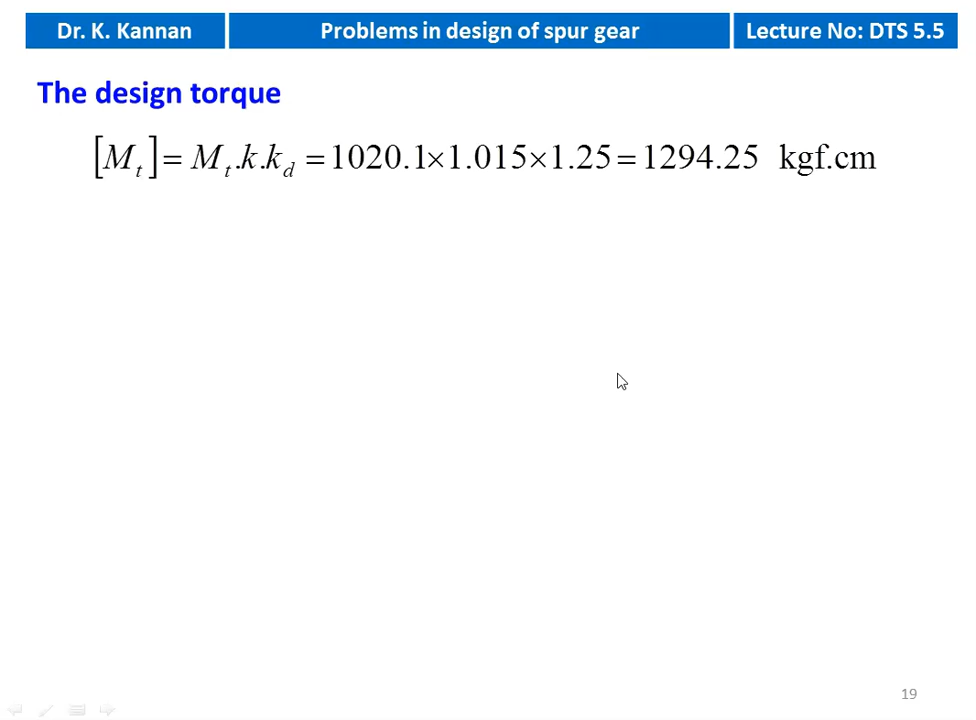 Dr. K. Kannan
Problems in design of spur gear
Lecture No: DTS 5.5
The design torque
[M_t] = M_t.k.k_d = 1020.1×1.015×1.25 = 1294.25 kgf.cm
19